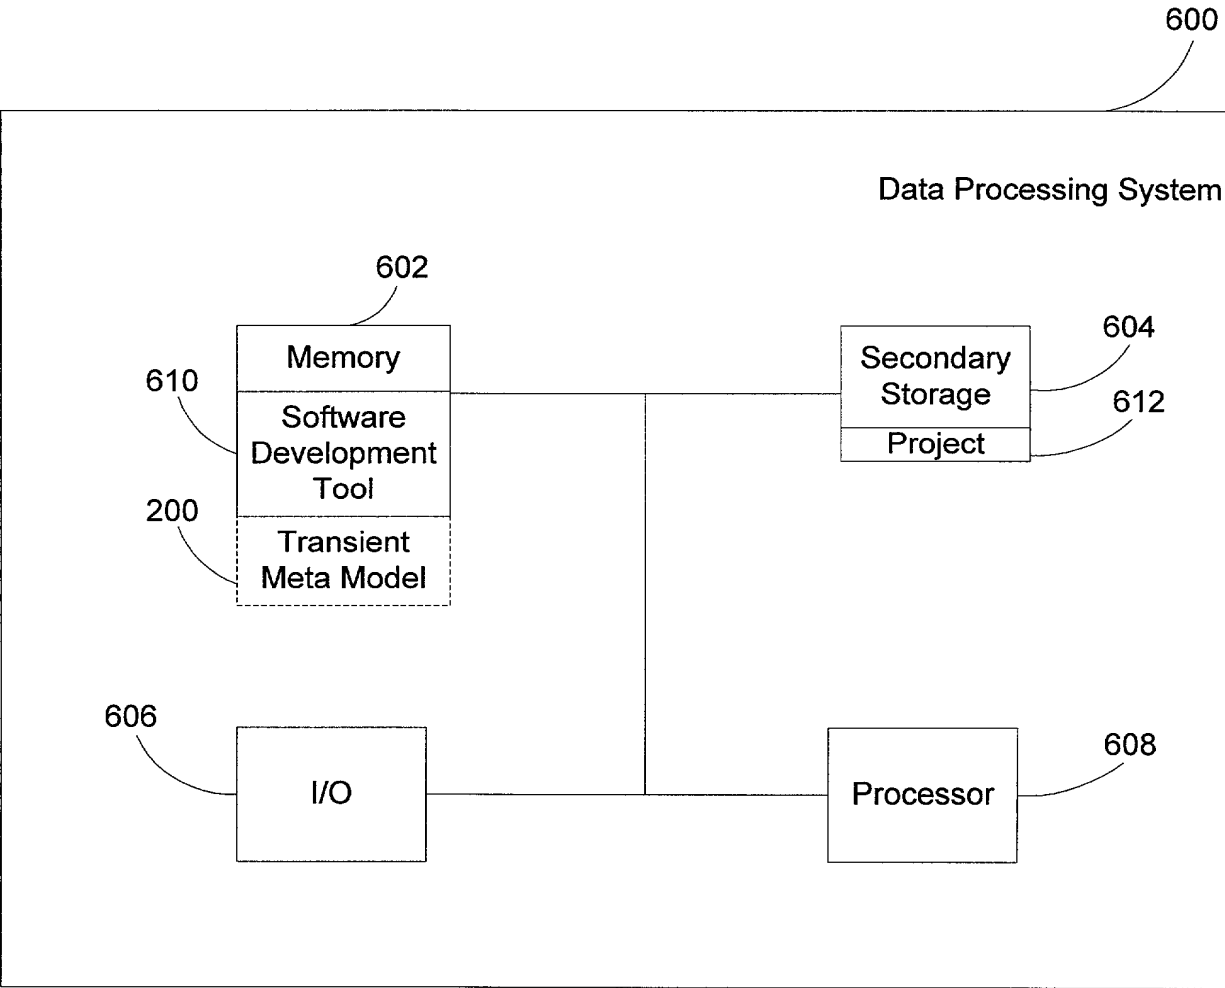 600
Data Processing System
602
Memory
610
Software
Development
Tool
200
Transient
Meta Model
604
Secondary
Storage
612
Project
606
I/O
608
Processor